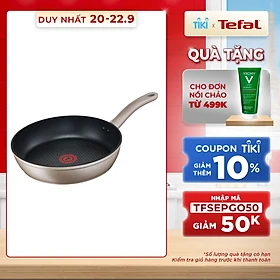 DUY NHẤT 20-22.9
TIKI x Tefal
QUÀ TẶNG
CHO ĐƠN
NỒI CHẢO
TỪ 499K
VICHY
COUPON TIKI
GIẢM
THÊM 10%
NHẬP MÃ
TFSEPGO50
GIẢM 50K
*Số lượng quà tặng có hạn
Kiểm tra giỏ hàng trước khi thanh toán